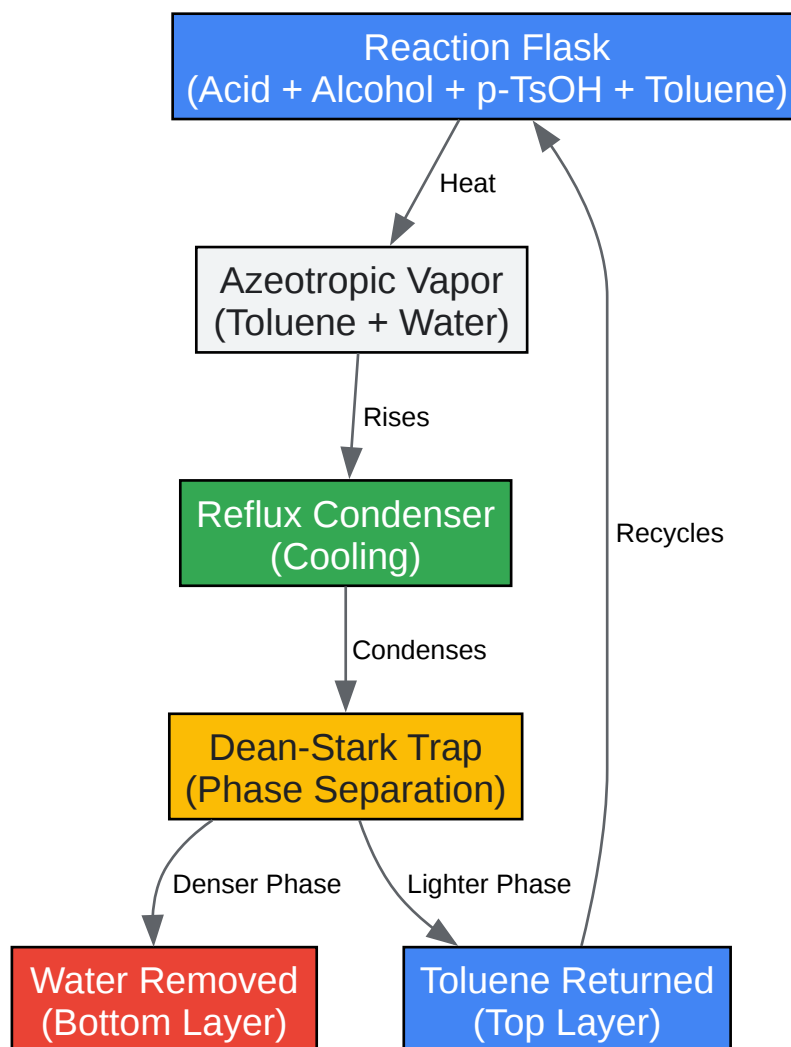 Reaction Flask
(Acid + Alcohol + p-TsOH + Toluene)
Heat
Azeotropic Vapor
(Toluene + Water)
Rises
Reflux Condenser
(Cooling)
Recycles
Condenses
Dean-Stark Trap
(Phase Separation)
Denser Phase
Lighter Phase
Water Removed
(Bottom Layer)
Toluene Returned
(Top Layer)